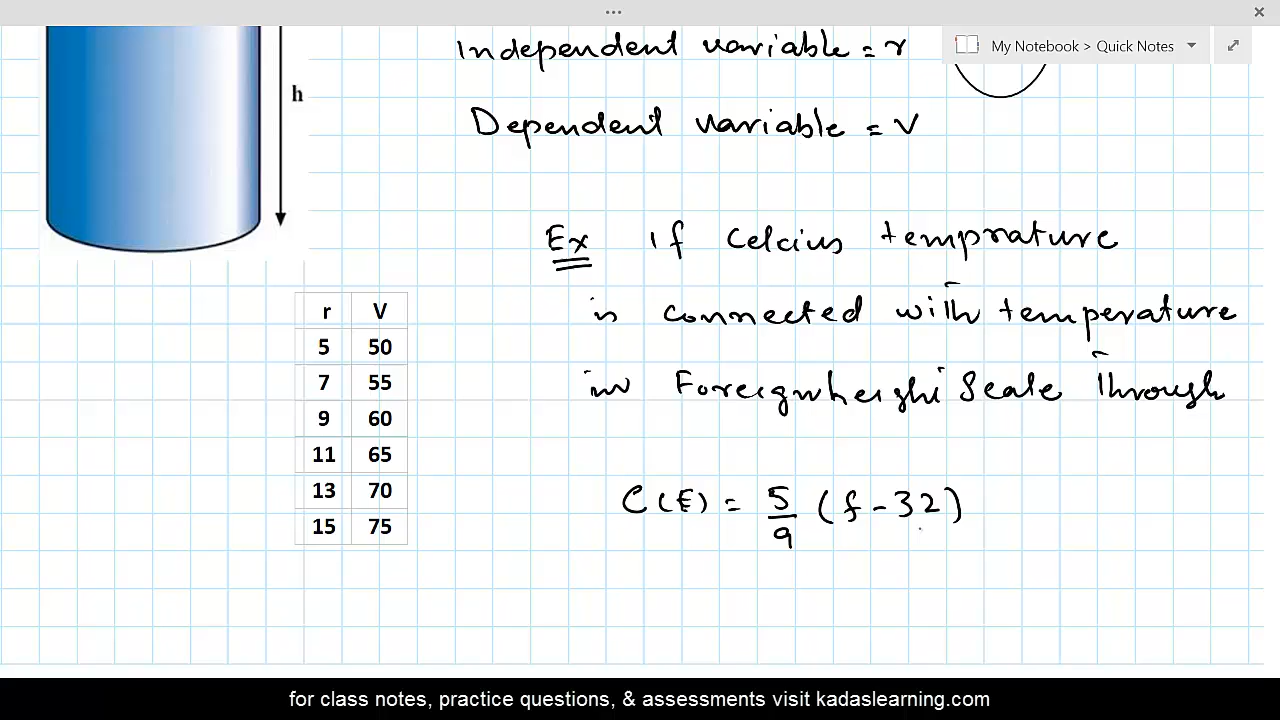 ...
My Notebook > Quick Notes
Independent variable = r
h
Dependent variable = V
Ex If Celcius temprature
is connected with temperature
in Foreignheight Scale Through
r V
5 50
7 55
9 60
11 65
13 70
15 75
C(F) = 5/9 (f - 32)
for class notes, practice questions, & assessments visit kadaslearning.com